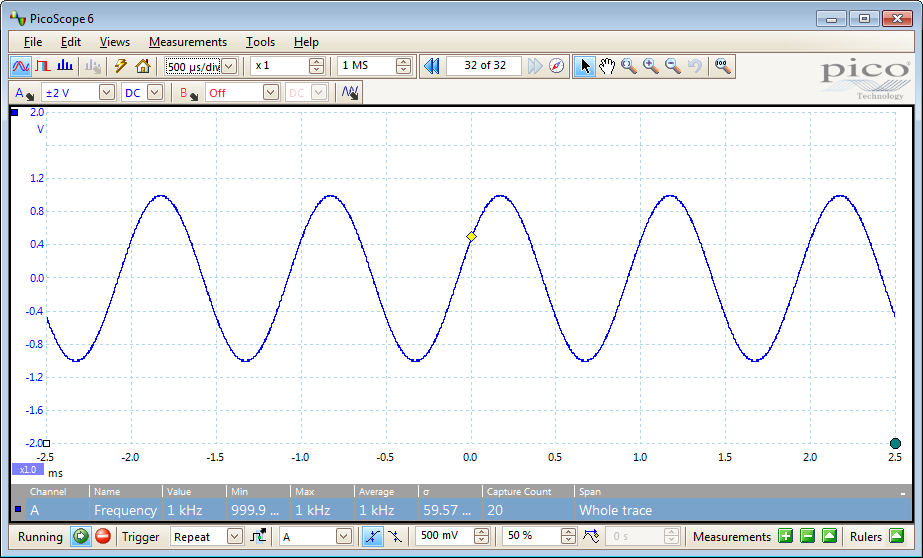 PicoScope 6
File Edit Views Measurements Tools Help
500 µs/div x 1 1 MS 32 of 32
A ±2 V DC B Off DC
pico
Technology
2.0
V
1.2
0.8
0.4
0.0
-0.4
-0.8
-1.2
-1.6
-2.0
-2.5 -2.0 -1.5 -1.0 -0.5 0.0 0.5 1.0 1.5 2.0 2.5
x1.0 ms
Channel Name Value Min Max Average σ Capture Count Span
A Frequency 1 kHz 999.9 ... 1 kHz 1 kHz 59.57 ... 20 Whole trace
Running Trigger Repeat A 500 mV 50 % 0 s Measurements Rulers